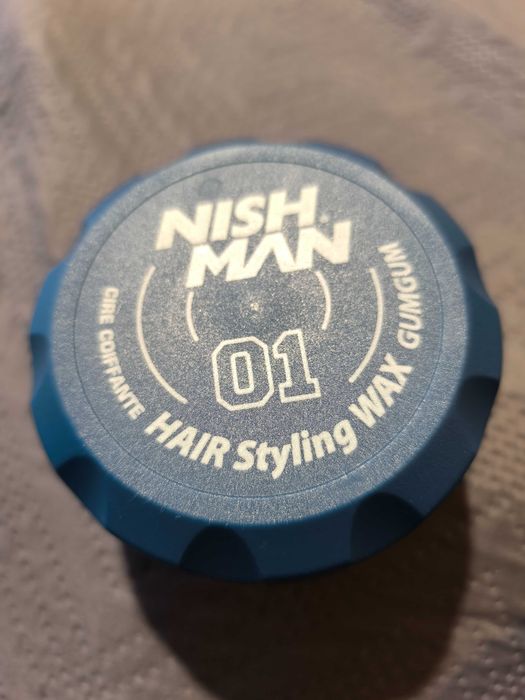 NISH
MAN
01
CIRE COIFFANTE HAIR Styling WAX GUMGUM